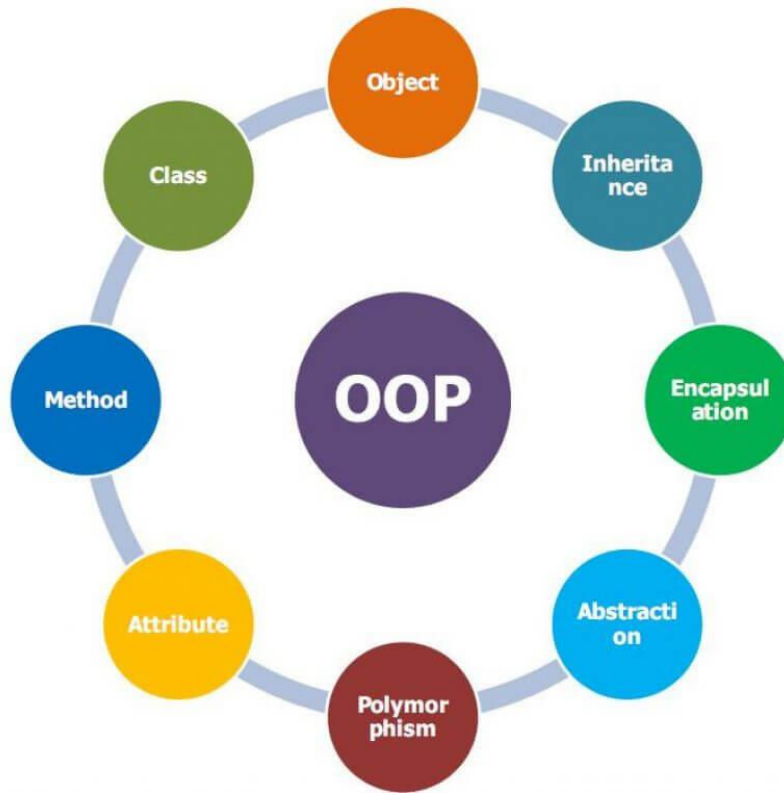 Object
Class
Inherita
nce
Method
OOP
Encapsul
ation
Attribute
Abstracti
on
Polymor
phism